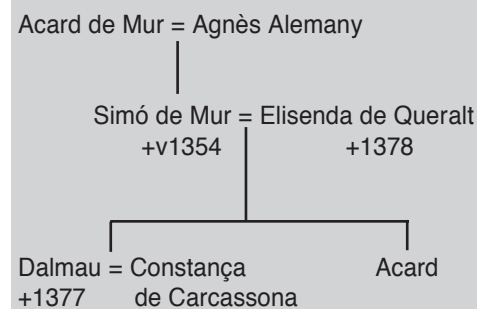 Acard de Mur = Agnès Alemany
Simó de Mur = Elisenda de Queralt
+v1354 +1378
Dalmau = Constança Acard
+1377 de Carcassona